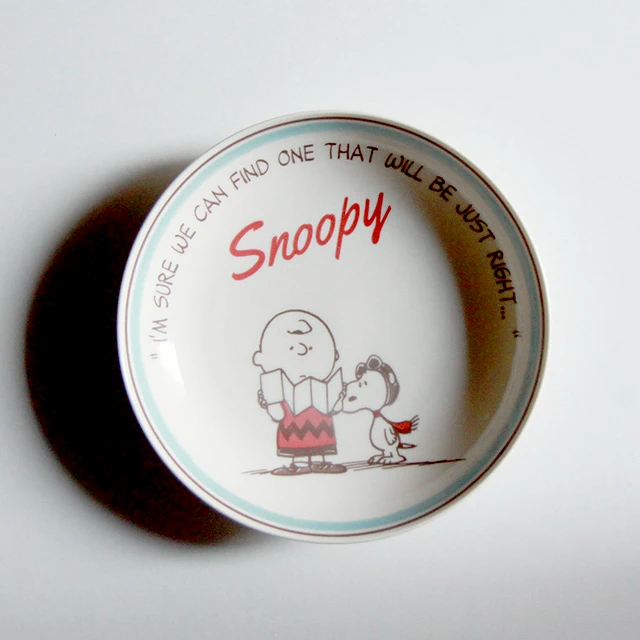 "I'M SURE WE CAN FIND ONE THAT WILL BE JUST RIGHT... "
Snoopy